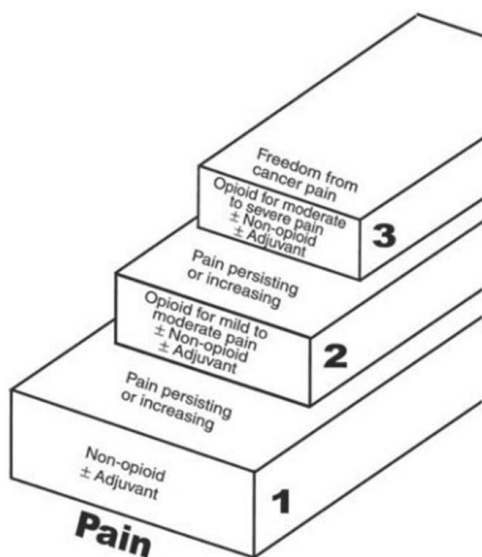 Freedom from
cancer pain
Opioid for moderate
to severe pain
± Non-opioid
± Adjuvant
3
Pain persisting
or increasing
Opioid for mild to
moderate pain
± Non-opioid
± Adjuvant
2
Pain persisting
or increasing
Non-opioid
± Adjuvant
1
Pain